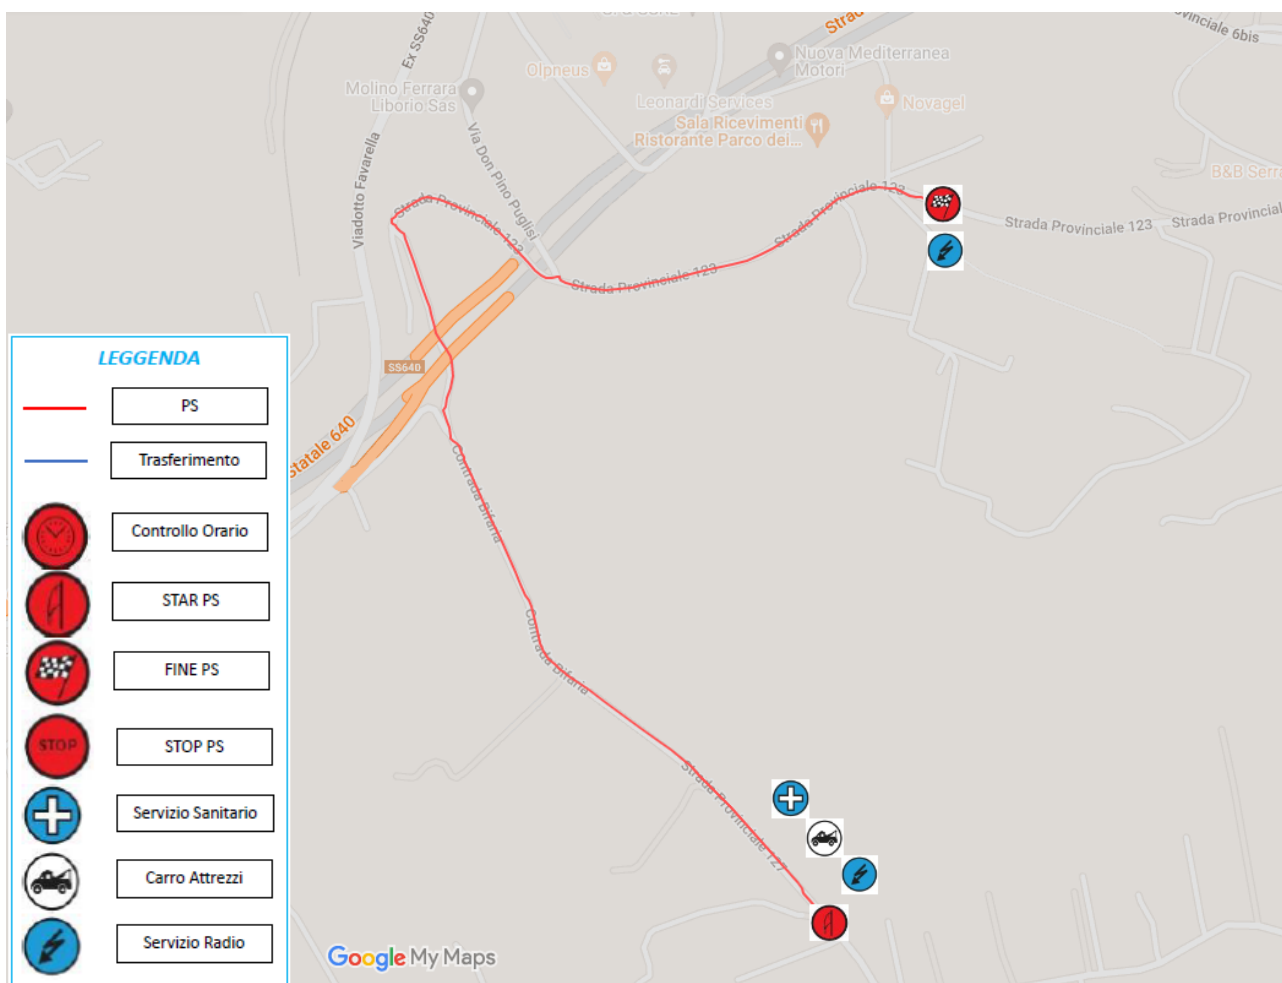 Strada
Provinciale 6bis
Ex SS640
Olpneus
Nuova Mediterranea
Motori
Molino Ferrara
Liborio Sas
Leonardi Services
Novagel
Sala Ricevimenti
Ristorante Parco dei...
Via Don Pino Puglisi
B&B Serra
Viadotto Favarella
Strada Provinciale 123
Strada Provinciale 123
Strada Provinciale 123
Strada Provinciale 123
Strada Provincial
SS640
Statale 640
Contrada Bifaria
Contrada Bifaria
Strada Provinciale 127
LEGGENDA
PS
Trasferimento
Controllo Orario
STAR PS
FINE PS
STOP
STOP PS
Servizio Sanitario
Carro Attrezzi
Servizio Radio
Google My Maps